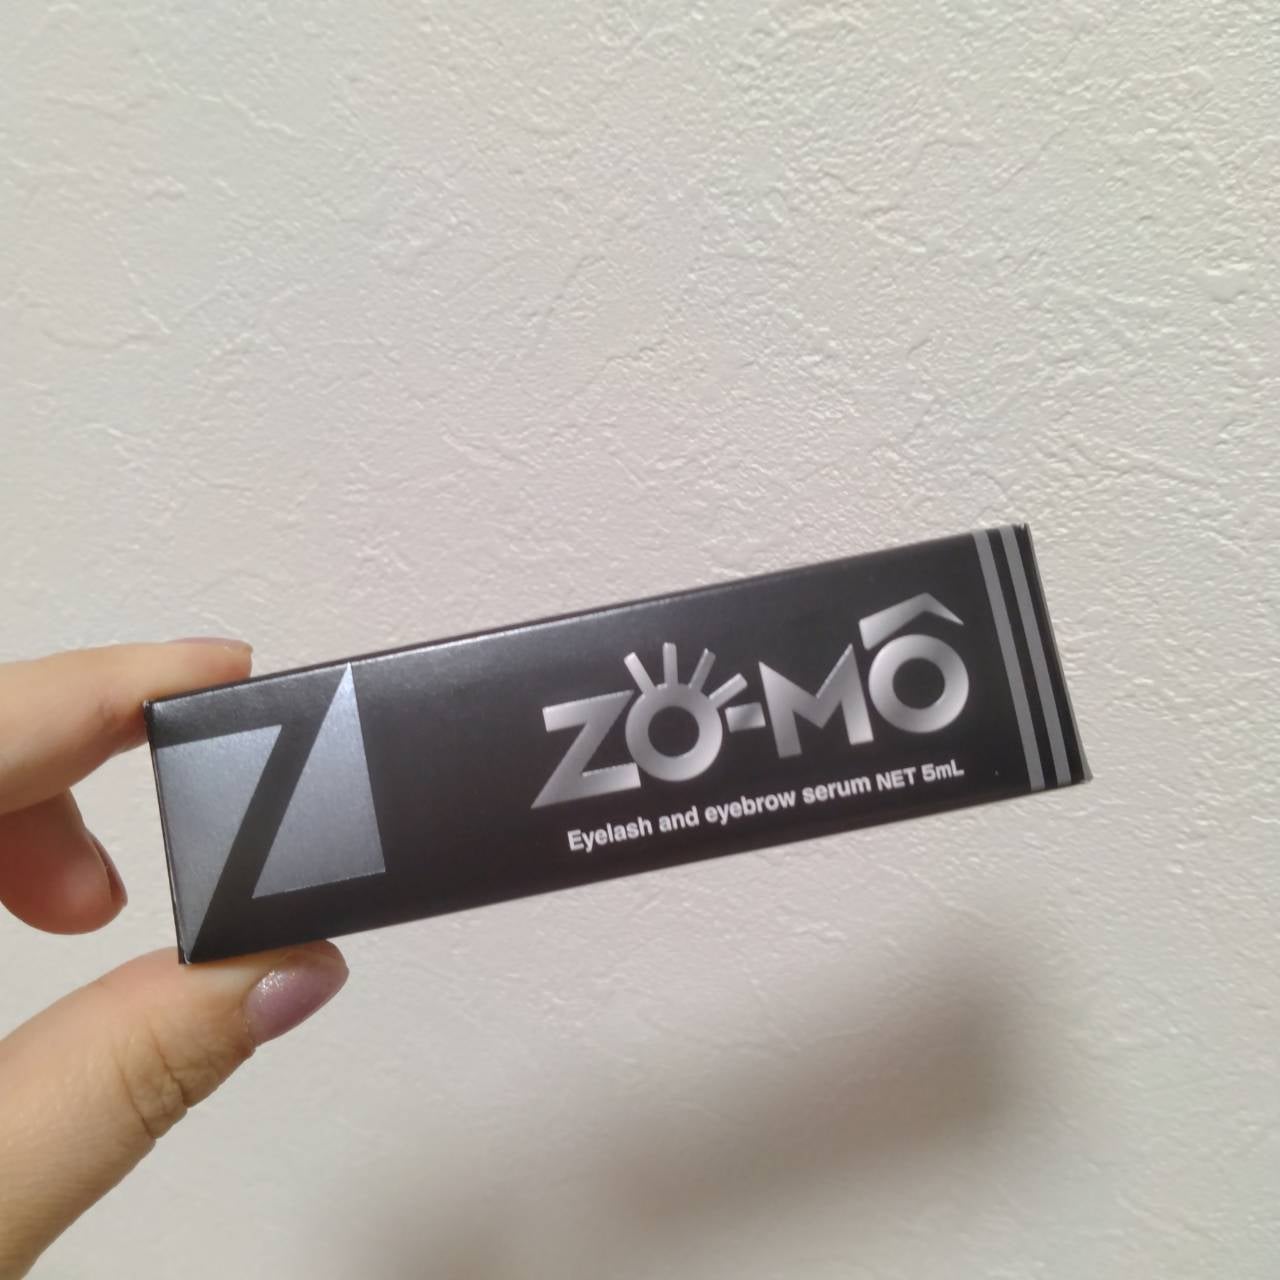 Z
ZO-MÔ
Eyelash and eyebrow serum NET 5mL